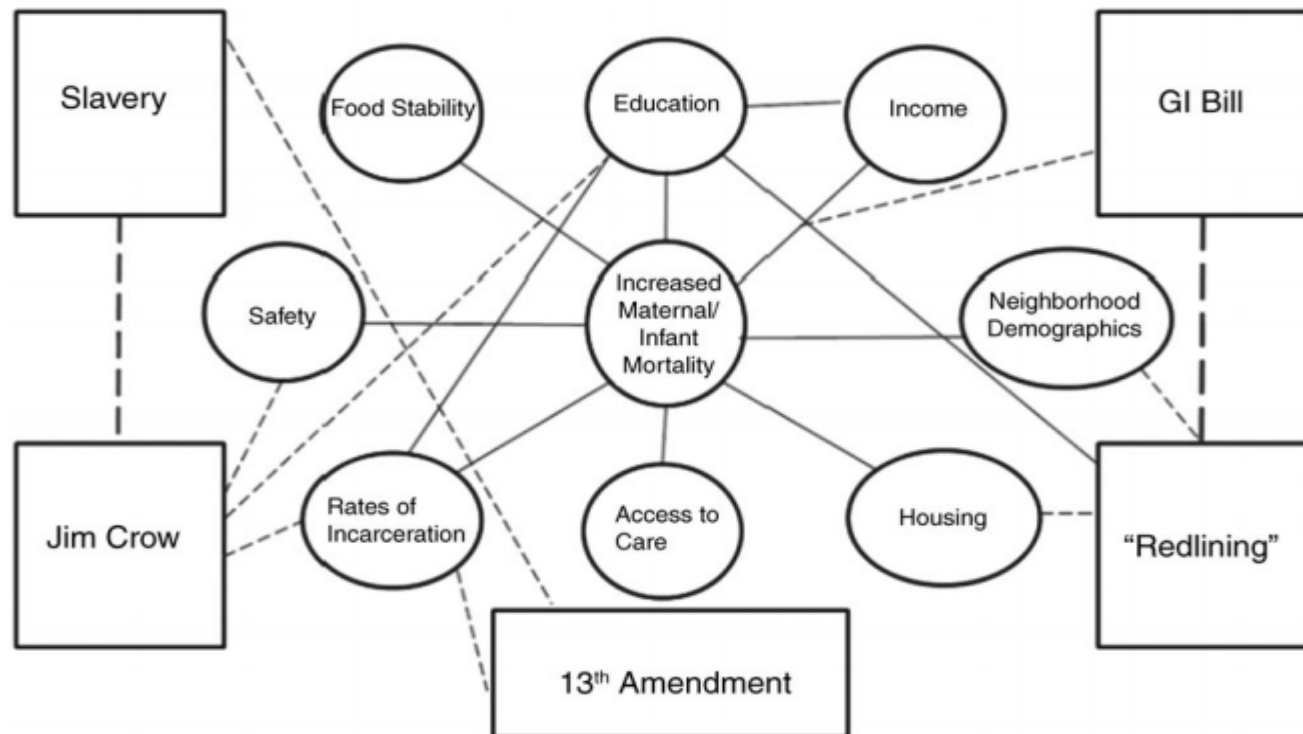 Slavery
Food Stability
Education
Income
GI Bill
Safety
Increased
Maternal/
Infant
Mortality
Neighborhood
Demographics
Jim Crow
Rates of
Incarceration
Access to
Care
Housing
“Redlining”
13th Amendment